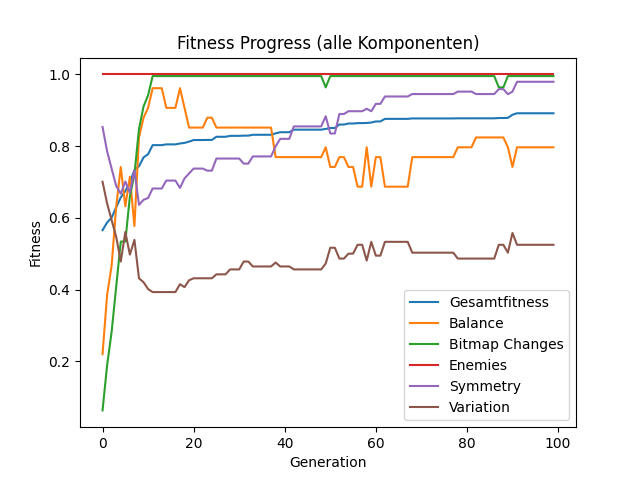 Fitness Progress (alle Komponenten)
Fitness
1.0
0.8
0.6
0.4
0.2
0 20 40 60 80 100
Generation
Gesamtfitness
Balance
Bitmap Changes
Enemies
Symmetry
Variation